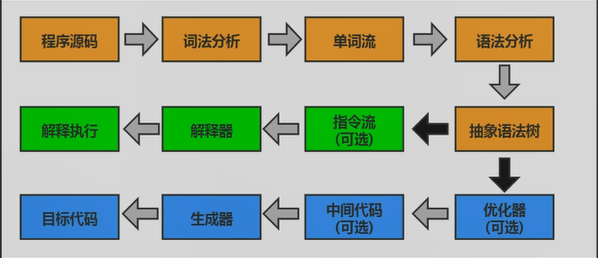 程序源码
词法分析
单词流
语法分析
解释执行
解释器
指令流
(可选)
抽象语法树
目标代码
生成器
中间代码
(可选)
优化器
(可选)